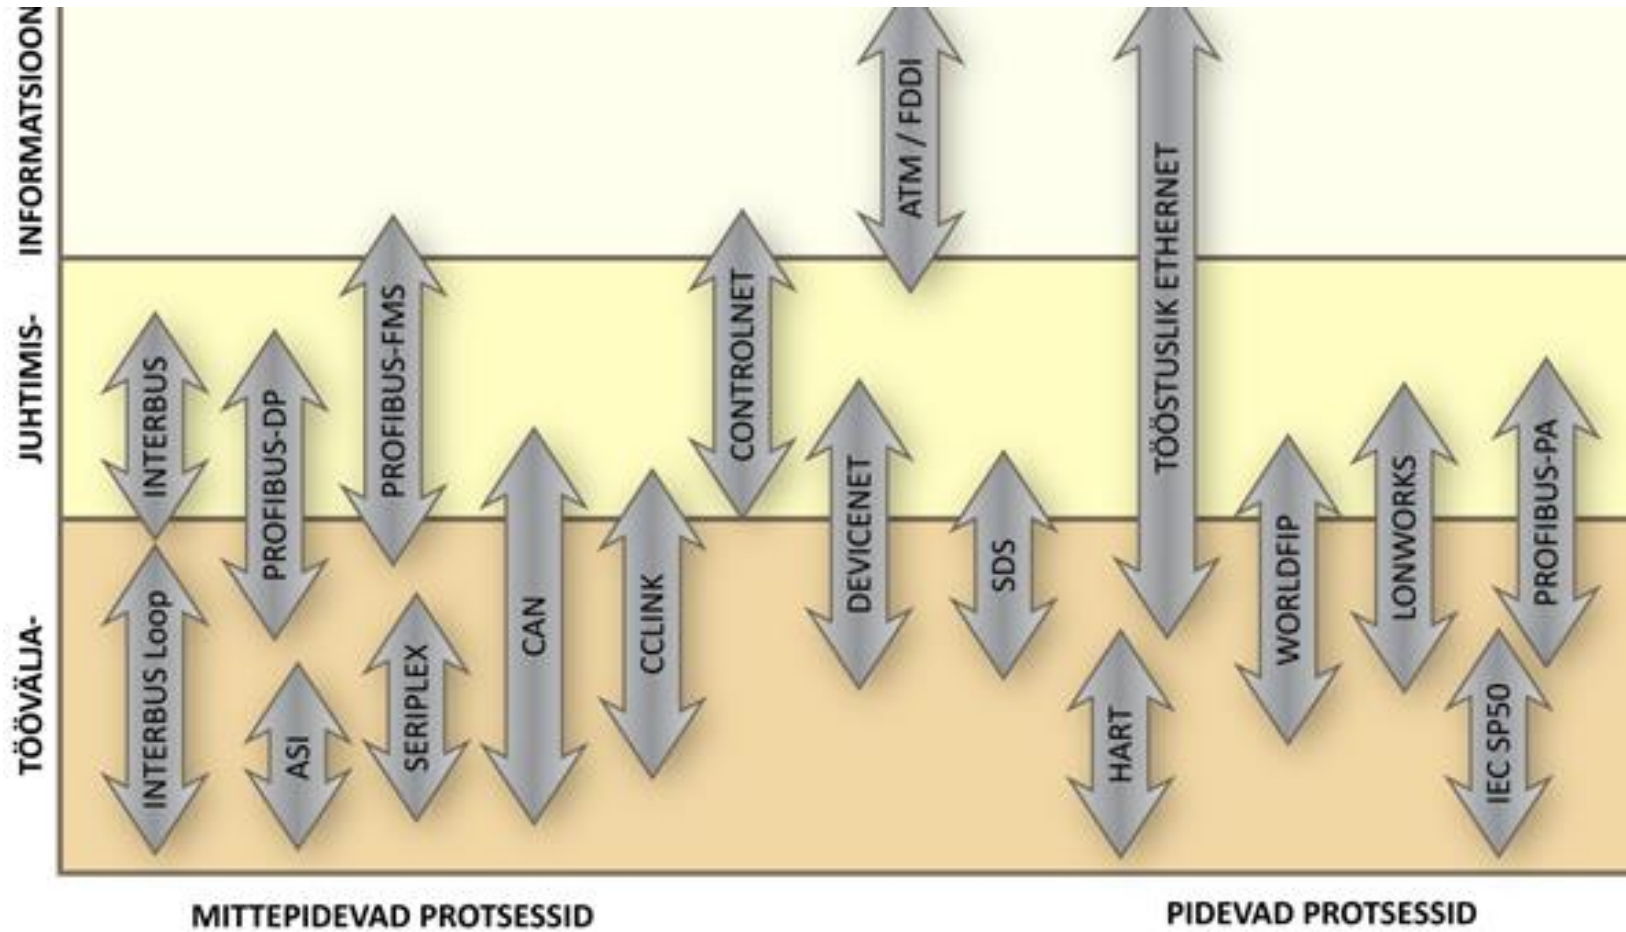 INFORMATSIOON
JUHTIMIS-
TÖÖVÄLJA-
ATM / FDDI
TÖÖSTUSLIK ETHERNET
INTERBUS
PROFIBUS-DP
PROFIBUS-FMS
CONTROLNET
CAN
CCLINK
DEVICENET
SDS
WORLDFIP
LONWORKS
PROFIBUS-PA
INTERBUS Loop
ASI
SERIPLEX
HART
IEC SP50
MITTEPIDEVAD PROTSESSID
PIDEVAD PROTSESSID